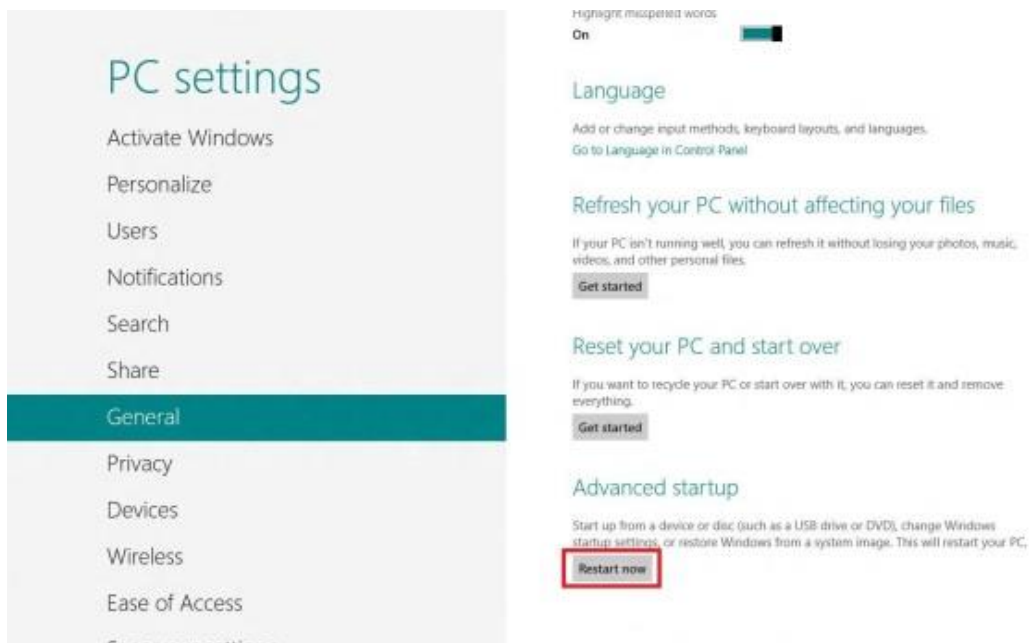 PC settings
Activate Windows
Personalize
Users
Notifications
Search
Share
General
Privacy
Devices
Wireless
Ease of Access
Highlight misspelled words
On
Language
Add or change input methods, keyboard layouts, and languages.
Go to Language in Control Panel
Refresh your PC without affecting your files
If your PC isn't running well, you can refresh it without losing your photos, music,
videos, and other personal files.
Get started
Reset your PC and start over
If you want to recycle your PC or start over with it, you can reset it and remove
everything.
Get started
Advanced startup
Start up from a device or disc (such as a USB drive or DVD), change Windows
startup settings, or restore Windows from a system image. This will restart your PC.
Restart now